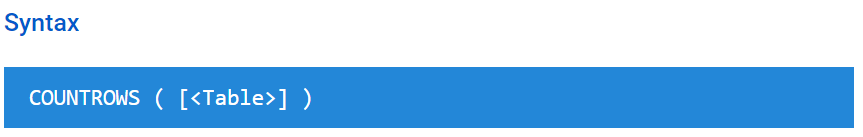 Syntax
COUNTROWS ( [<Table>] )